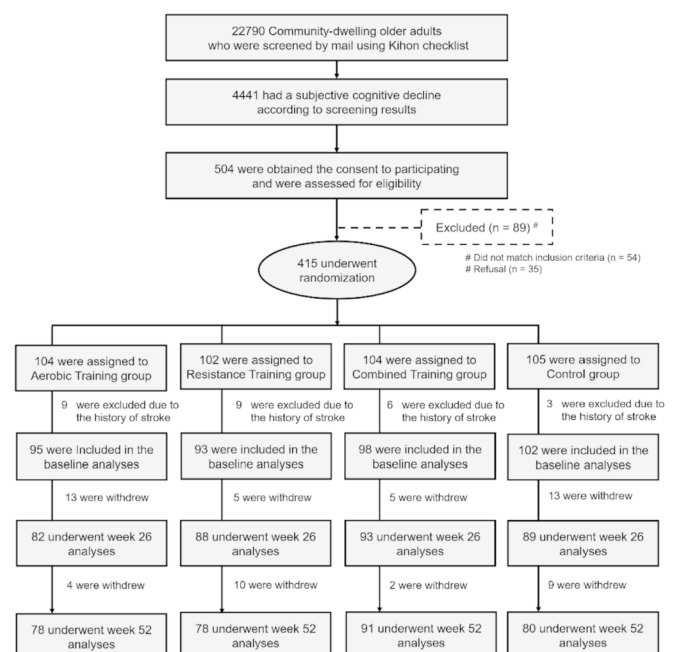 22790 Community-dwelling older adults
who were screened by mail using Kihon checklist
4441 had a subjective cognitive decline
according to screening results
504 were obtained the consent to participating
and were assessed for eligibility
Excluded (n = 89) #
# Did not match inclusion criteria (n = 54)
# Refusal (n = 35)
415 underwent
randomization
104 were assigned to
Aerobic Training group
102 were assigned to
Resistance Training group
104 were assigned to
Combined Training group
105 were assigned to
Control group
9 were excluded due to
the history of stroke
9 were excluded due to
the history of stroke
6 were excluded due to
the history of stroke
3 were excluded due to
the history of stroke
95 were Included in the
baseline analyses
93 were included in the
baseline analyses
98 were included in the
baseline analyses
102 were included in the
baseline analyses
13 were withdrew
5 were withdrew
5 were withdrew
13 were withdrew
82 underwent week 26
analyses
88 underwent week 26
analyses
93 underwent week 26
analyses
89 underwent week 26
analyses
4 were withdrew
10 were withdrew
2 were withdrew
9 were withdrew
78 underwent week 52
analyses
78 underwent week 52
analyses
91 underwent week 52
analyses
80 underwent week 52
analyses